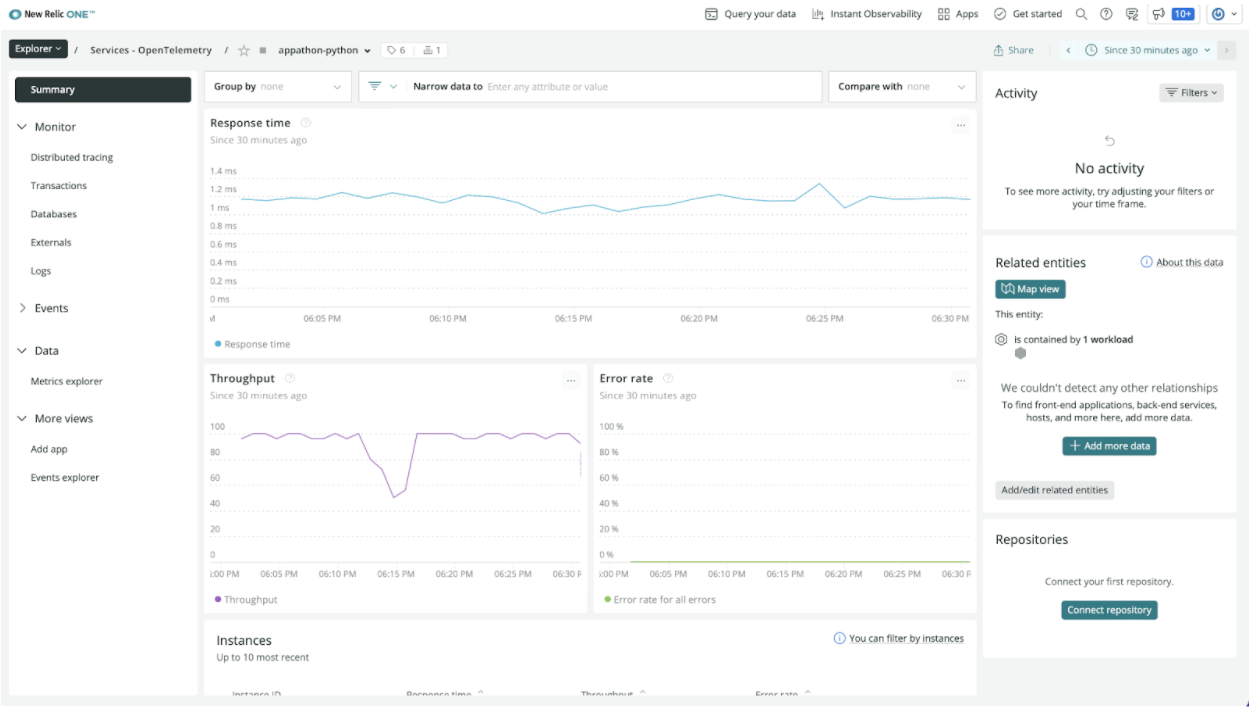 New Relic ONE™
Query your data
Instant Observability
Apps
Get started
10+
Explorer / Services - OpenTelemetry / appathon-python 6 1
Share
Since 30 minutes ago
Summary
Monitor
Distributed tracing
Transactions
Databases
Externals
Logs
Events
Data
Metrics explorer
More views
Add app
Events explorer
Group by none
Narrow data to Enter any attribute or value
Compare with none
Response time
Since 30 minutes ago
...
1.4 ms
1.2 ms
1 ms
0.8 ms
0.6 ms
0.4 ms
0.2 ms
0 ms
06:05 PM 06:10 PM 06:15 PM 06:20 PM 06:25 PM 06:30 PM
Response time
Throughput
Since 30 minutes ago
...
100
80
60
40
20
0
:00 PM 06:05 PM 06:10 PM 06:15 PM 06:20 PM 06:25 PM 06:30 P
Throughput
Error rate
Since 30 minutes ago
...
100 %
80 %
60 %
40 %
20 %
0 %
:00 PM 06:05 PM 06:10 PM 06:15 PM 06:20 PM 06:25 PM 06:30 P
Error rate for all errors
Instances
Up to 10 most recent
You can filter by instances
Instance ID Response time Throughput Error rate
Activity
Filters
No activity
To see more activity, try adjusting your filters or
your time frame.
Related entities
About this data
Map view
This entity:
is contained by 1 workload
We couldn't detect any other relationships
To find front-end applications, back-end services,
hosts, and more here, add more data.
Add more data
Add/edit related entities
Repositories
Connect your first repository.
Connect repository